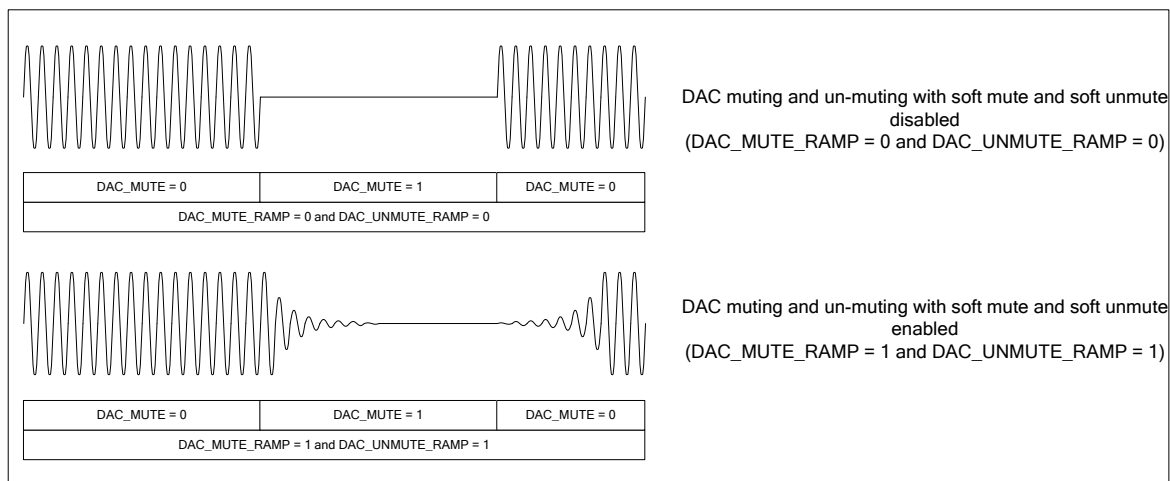 DAC muting and un-muting with soft mute and soft unmute
disabled
(DAC_MUTE_RAMP = 0 and DAC_UNMUTE_RAMP = 0)
DAC_MUTE = 0
DAC_MUTE = 1
DAC_MUTE = 0
DAC_MUTE_RAMP = 0 and DAC_UNMUTE_RAMP = 0
DAC muting and un-muting with soft mute and soft unmute
enabled
(DAC_MUTE_RAMP = 1 and DAC_UNMUTE_RAMP = 1)
DAC_MUTE = 0
DAC_MUTE = 1
DAC_MUTE = 0
DAC_MUTE_RAMP = 1 and DAC_UNMUTE_RAMP = 1